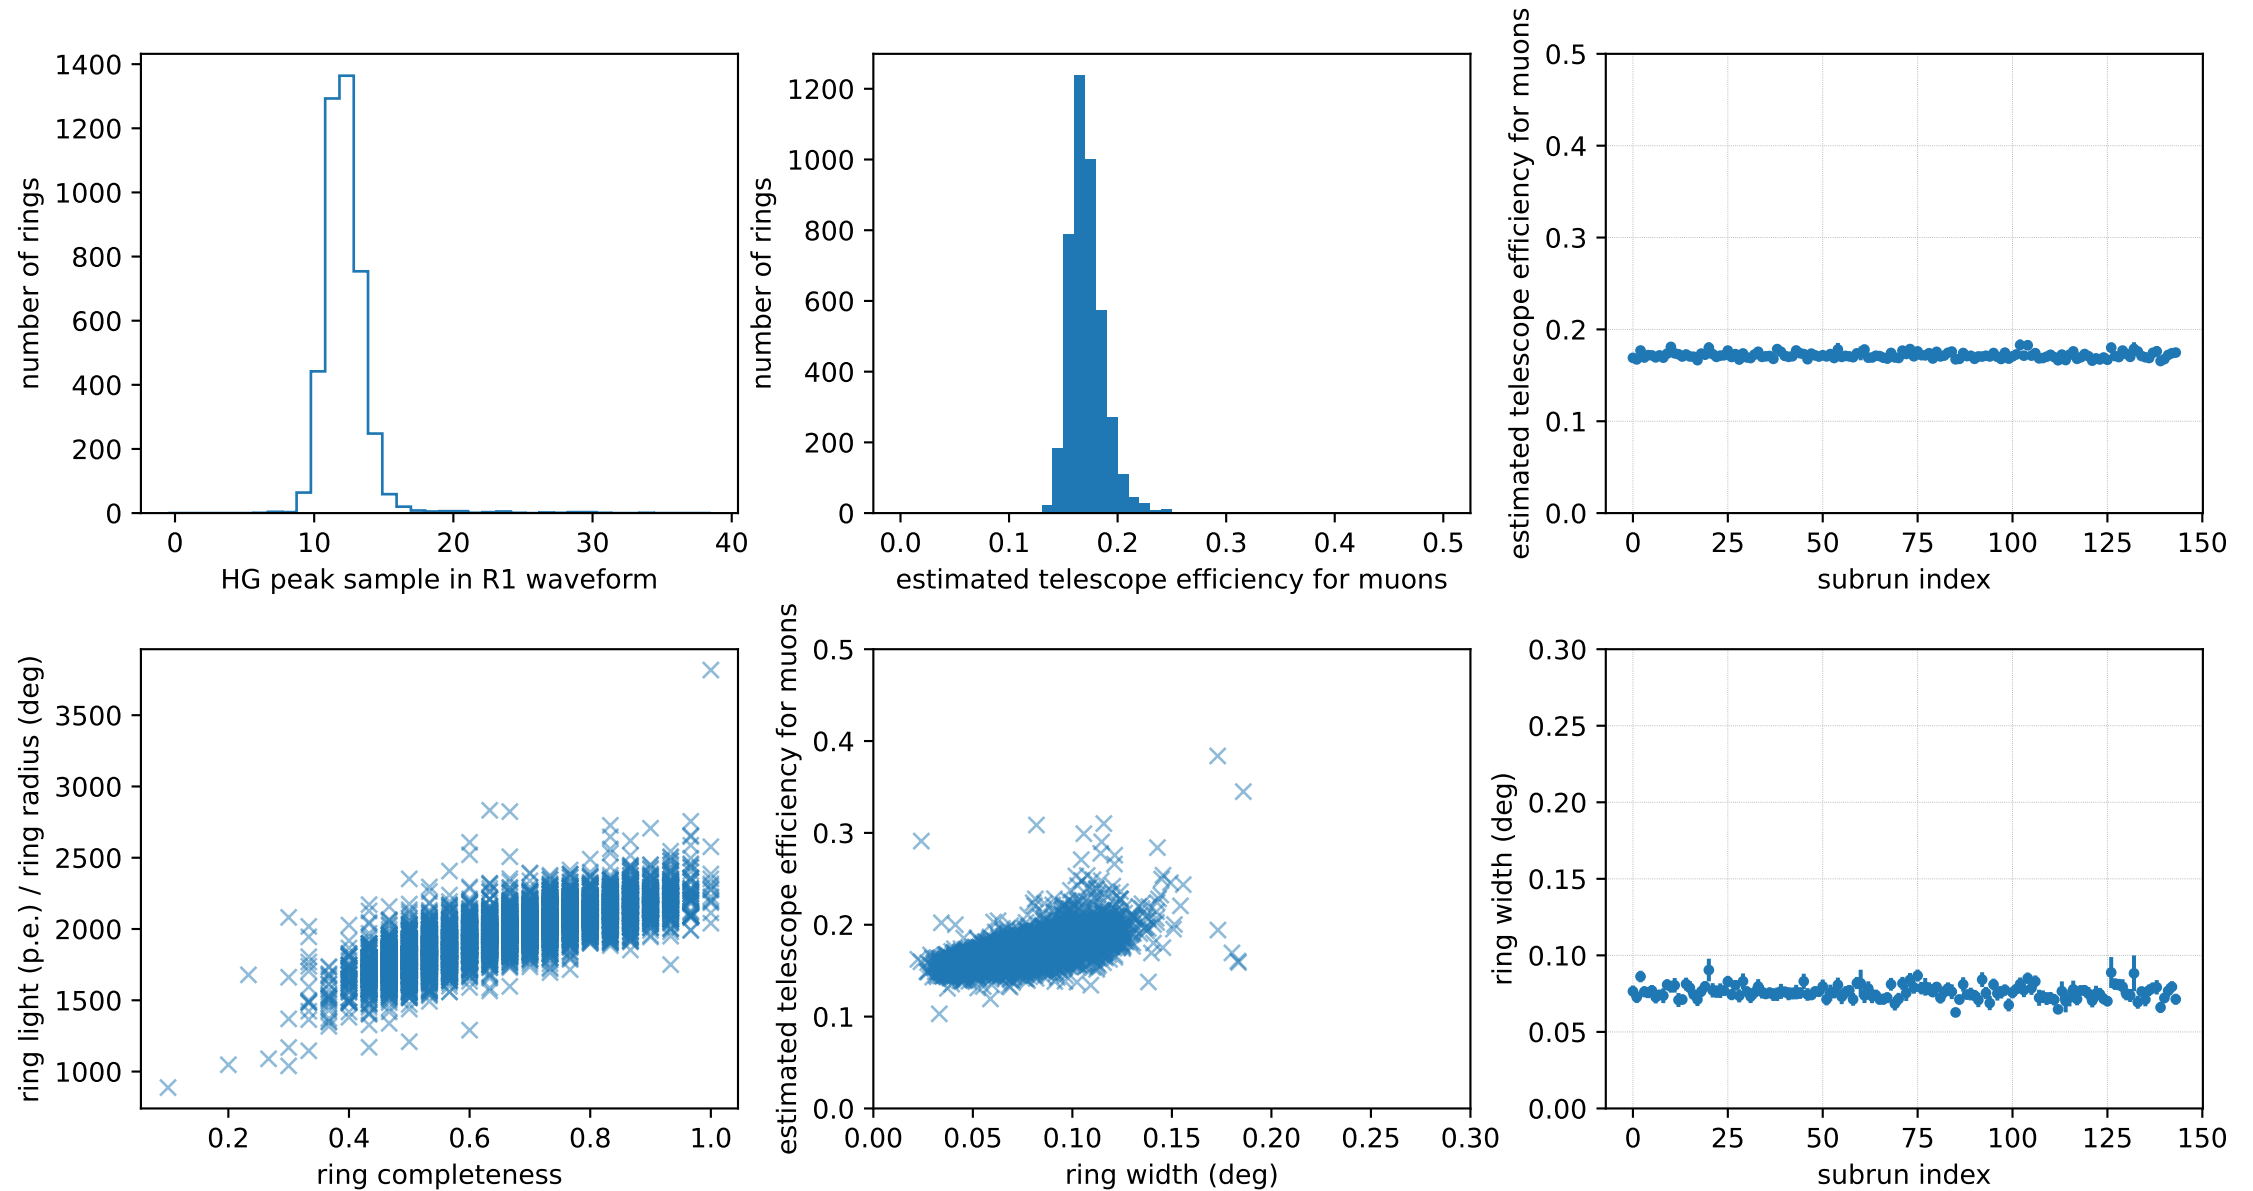 number of rings
1400
1200
1000
800
600
400
200
0
0 10 20 30 40
HG peak sample in R1 waveform
number of rings
1200
1000
800
600
400
200
0
0.0 0.1 0.2 0.3 0.4 0.5
estimated telescope efficiency for muons
estimated telescope efficiency for muons
0.5
0.4
0.3
0.2
0.1
0.0
0 25 50 75 100 125 150
subrun index
ring light (p.e.) / ring radius (deg)
3500
3000
2500
2000
1500
1000
0.2 0.4 0.6 0.8 1.0
ring completeness
estimated telescope efficiency for muons
0.5
0.4
0.3
0.2
0.1
0.0
0.00 0.05 0.10 0.15 0.20 0.25 0.30
ring width (deg)
ring width (deg)
0.30
0.25
0.20
0.15
0.10
0.05
0.00
0 25 50 75 100 125 150
subrun index